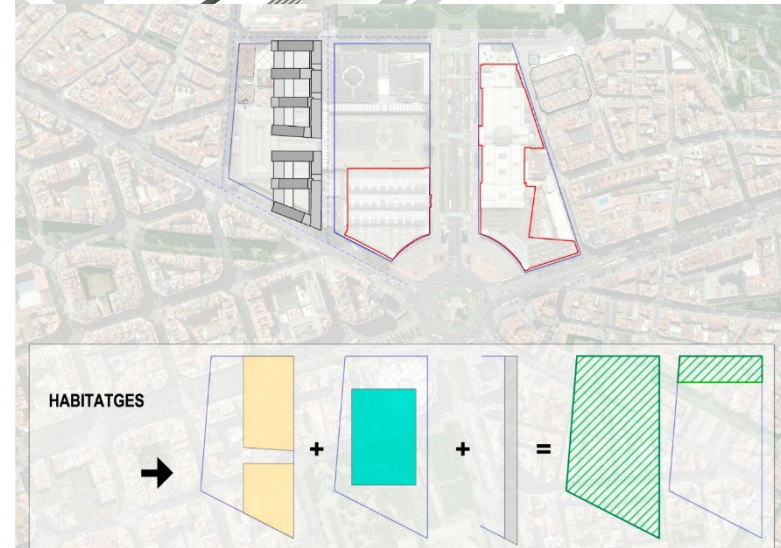 HABITATGES
+
+
=